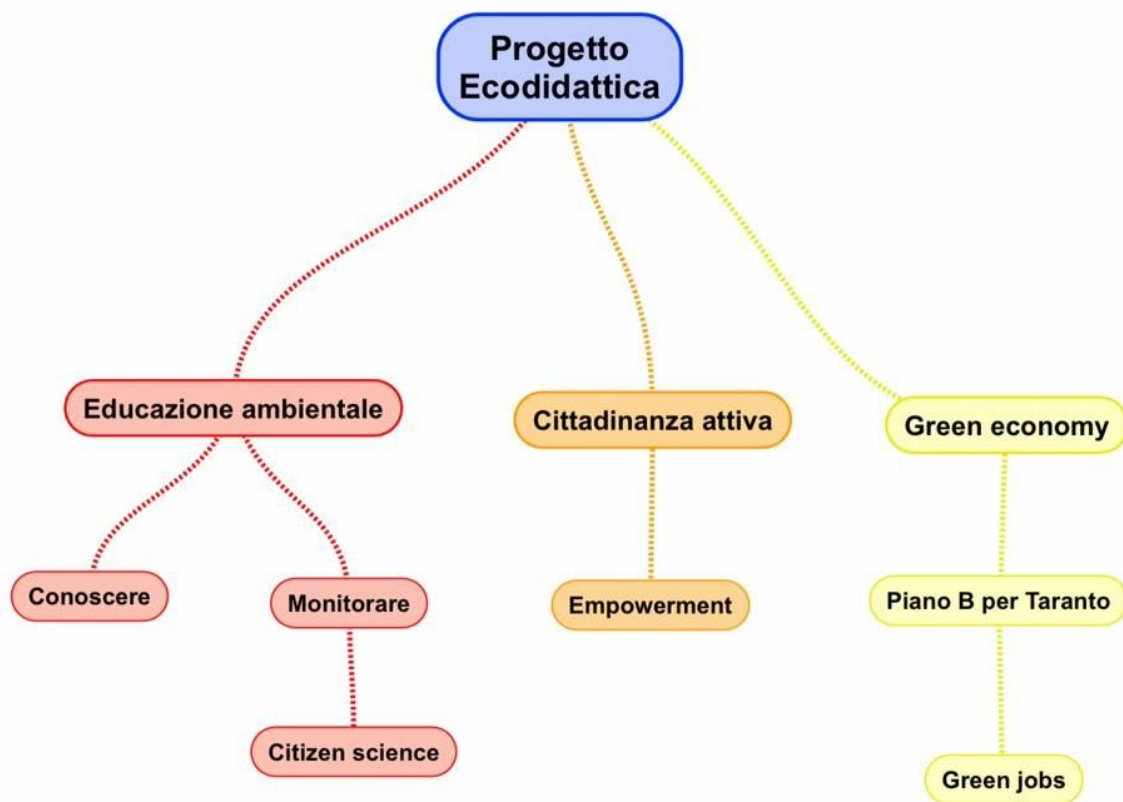 Progetto
Ecodidattica
Educazione ambientale
Cittadinanza attiva
Green economy
Conoscere
Monitorare
Empowerment
Piano B per Taranto
Citizen science
Green jobs